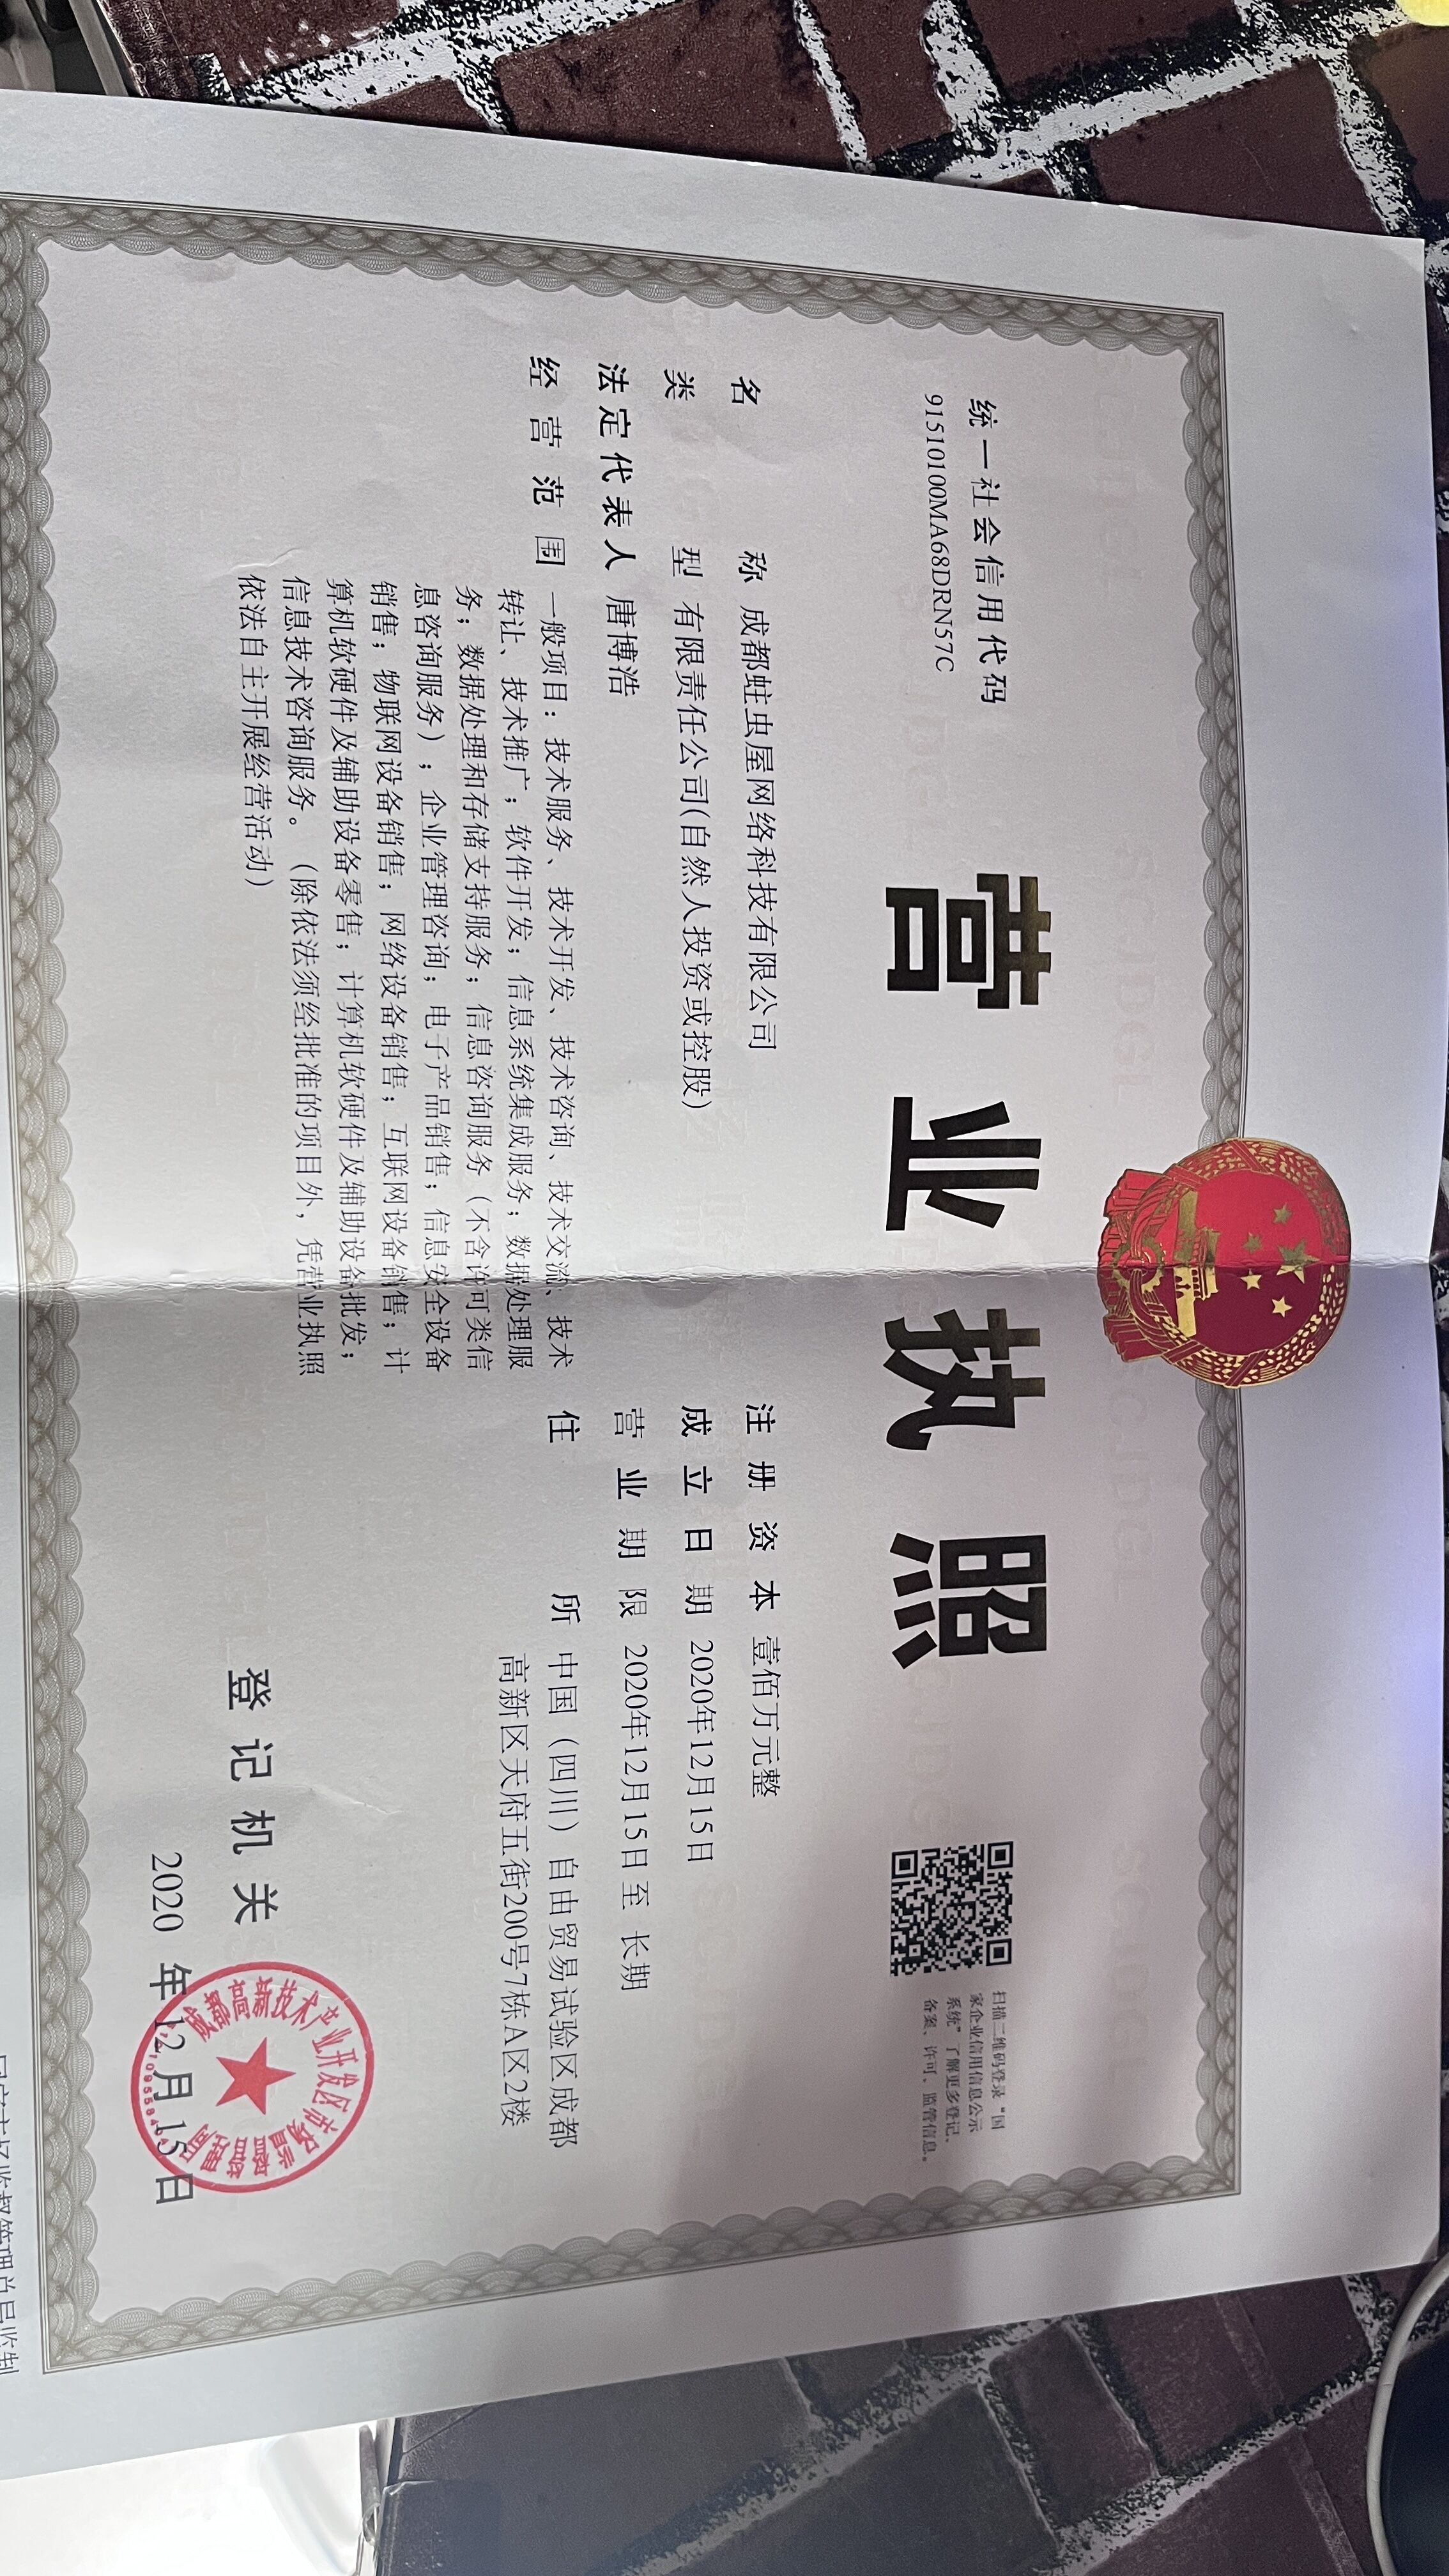 统一社会信用代码
91510100MA68DRN57C
营业执照
扫描二维码登录“国
家企业信用信息公示
系统”了解更多登记、
备案、许可、监管信息。
名称 成都蛀虫屋网络科技有限公司
类型 有限责任公司(自然人投资或控股)
法定代表人 唐博浩
经营范围 一般项目：技术服务、技术开发、技术咨询、技术交流、技术
转让、技术推广；软件开发；信息系统集成服务；数据处理服
务；数据处理和存储支持服务；信息咨询服务（不含许可类信
息咨询服务）；企业管理咨询；电子产品销售；信息安全设备
销售；物联网设备销售；网络设备销售；互联网设备销售；计
算机软硬件及辅助设备零售；计算机软硬件及辅助设备批发；
信息技术咨询服务。（除依法须经批准的项目外，凭营业执照
依法自主开展经营活动）
注册资本 壹佰万元整
成立日期 2020年12月15日
营业期限 2020年12月15日 至 长期
住所 中国（四川）自由贸易试验区成都
高新区天府五街200号7栋A区2楼
登记机关
成都高新技术产业开发区市场监督管理局
2020 年 12 月 15 日
国家市场监督管理总局监制